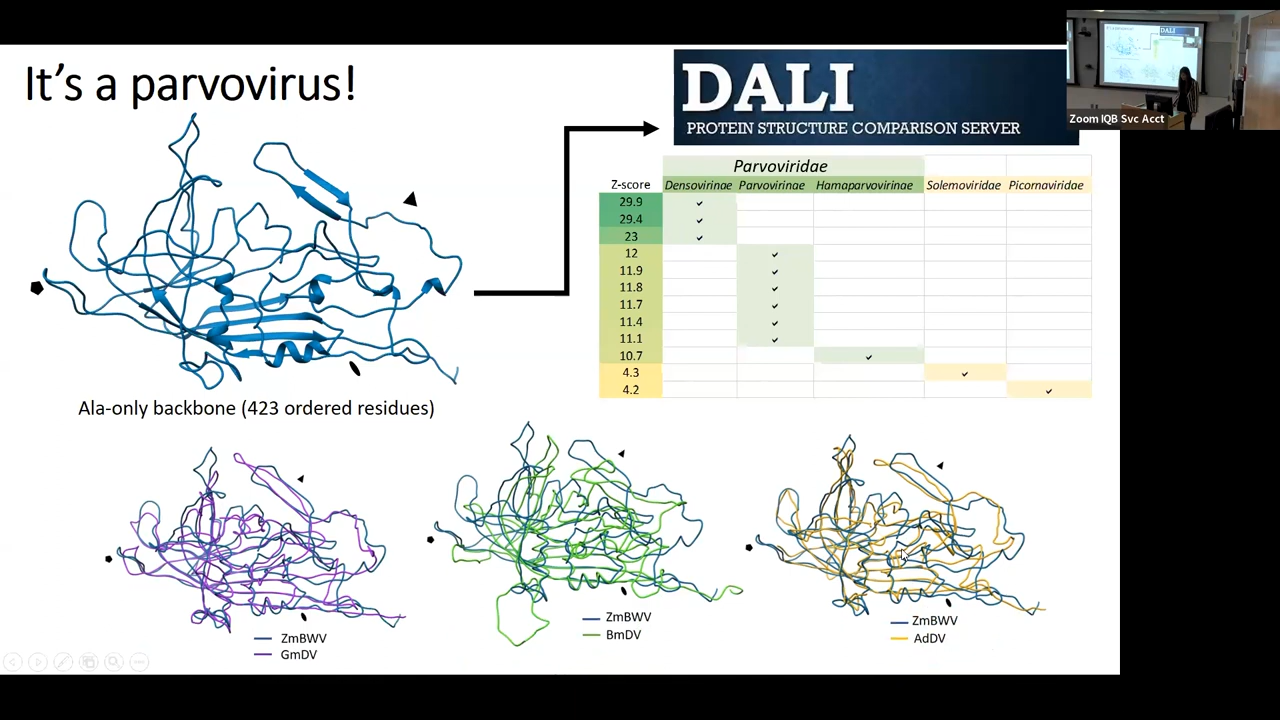 It's a parvovirus!
DALI
PROTEIN STRUCTURE COMPARISON SERVER
Zoom IQB Svc Acct
Parvoviridae
Z-score Densovirinae Parvovirinae Hamaparvovirinae Solemoviridae Picornaviridae
29.9 ✓
29.4 ✓
23 ✓
12 ✓
11.9 ✓
11.8 ✓
11.7 ✓
11.4 ✓
11.1 ✓
10.7 ✓
4.3 ✓
4.2 ✓
Ala-only backbone (423 ordered residues)
ZmBWV
GmDV
ZmBWV
BmDV
ZmBWV
AdDV